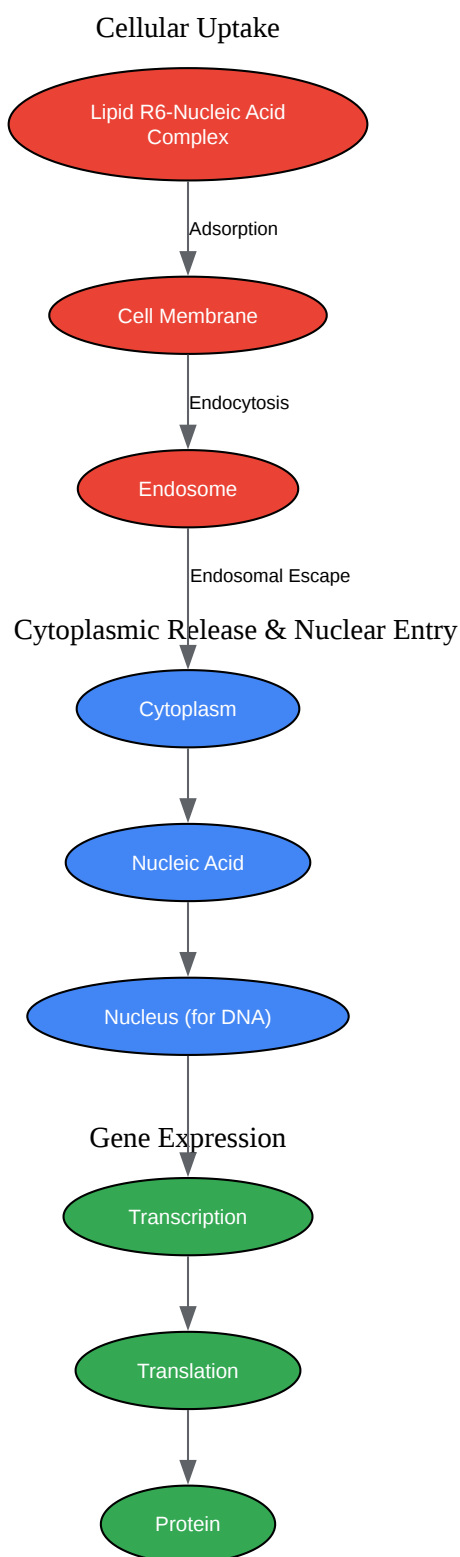 Cellular Uptake
Lipid R6-Nucleic Acid
Complex
Adsorption
Cell Membrane
Endocytosis
Endosome
Endosomal Escape
Cytoplasmic Release & Nuclear Entry
Cytoplasm
Nucleic Acid
Nucleus (for DNA)
Gene Expression
Transcription
Translation
Protein